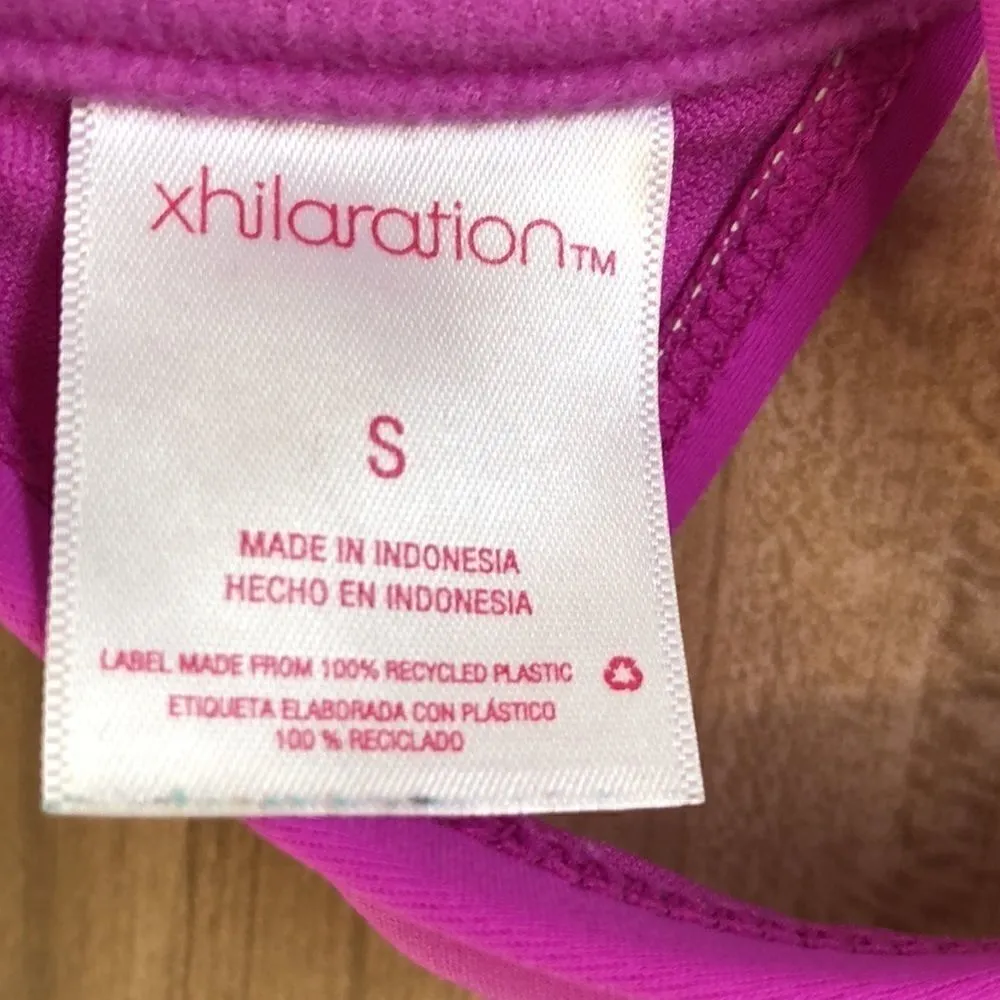 xhilaration™
S
MADE IN INDONESIA
HECHO EN INDONESIA
LABEL MADE FROM 100% RECYCLED PLASTIC
ETIQUETA ELABORADA CON PLÁSTICO
100 % RECICLADO